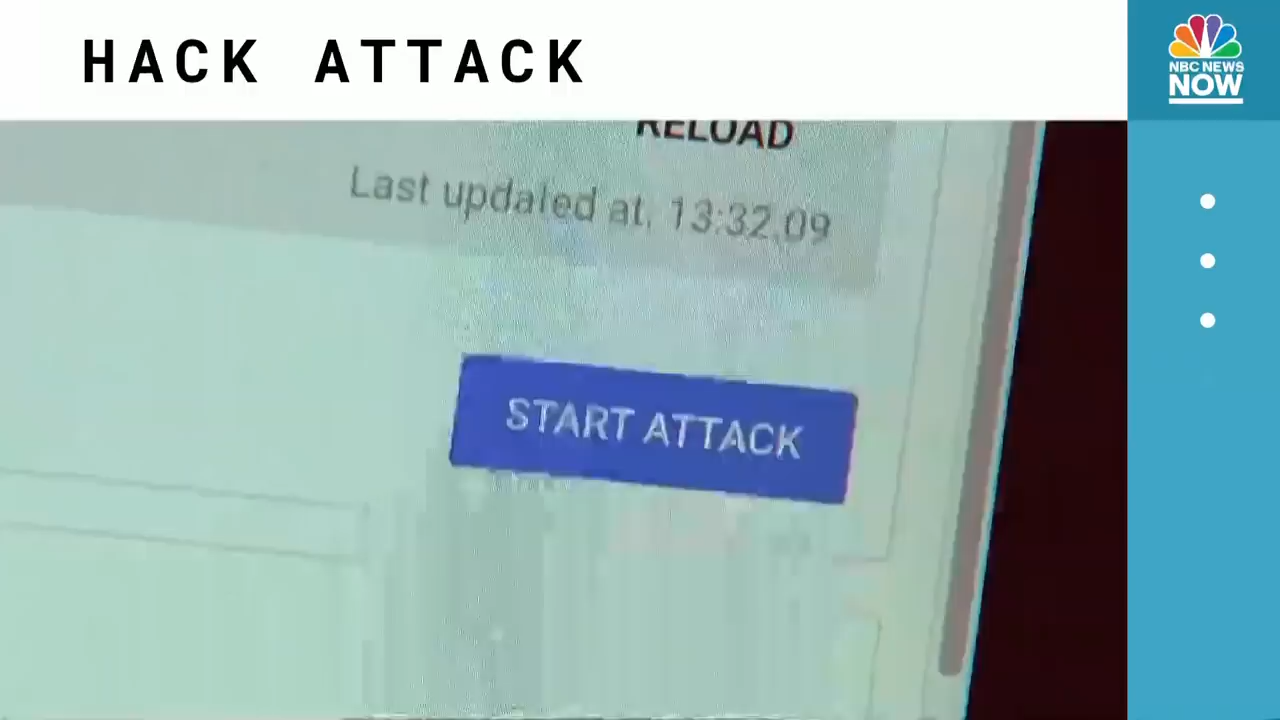 HACK ATTACK
NBC NEWS
NOW
RELOAD
Last updated at. 13:32.09
START ATTACK